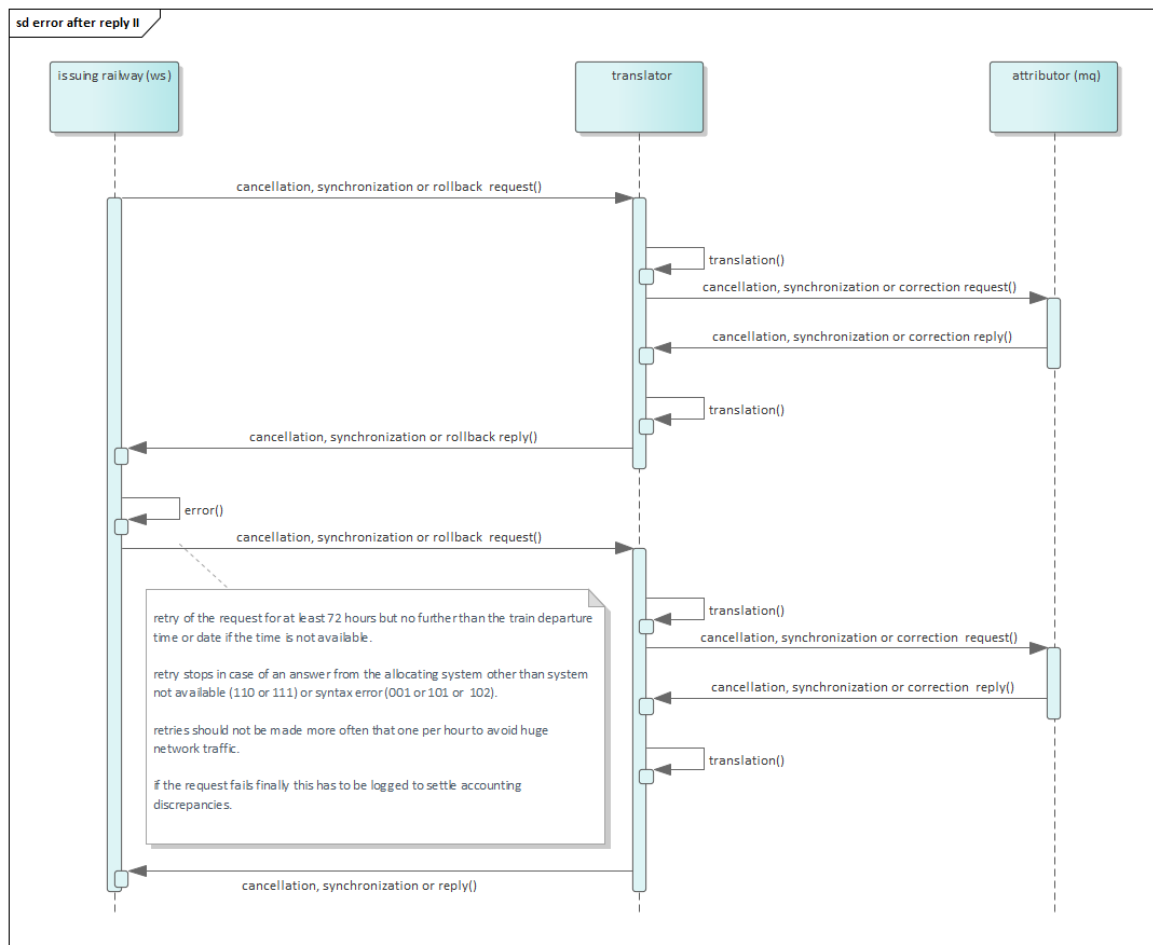 sd error after reply II
issuing railway (ws)
translator
attributor (mq)
cancellation, synchronization or rollback request()
translation()
cancellation, synchronization or correction request()
cancellation, synchronization or correction reply()
translation()
cancellation, synchronization or rollback reply()
error()
cancellation, synchronization or rollback request()
retry of the request for at least 72 hours but no further than the train departure
time or date if the time is not available.
retry stops in case of an answer from the allocating system other than system
not available (110 or 111) or syntax error (001 or 101 or 102).
retries should not be made more often that one per hour to avoid huge
network traffic.
if the request fails finally this has to be logged to settle accounting
discrepancies.
translation()
cancellation, synchronization or correction request()
cancellation, synchronization or correction reply()
translation()
cancellation, synchronization or reply()